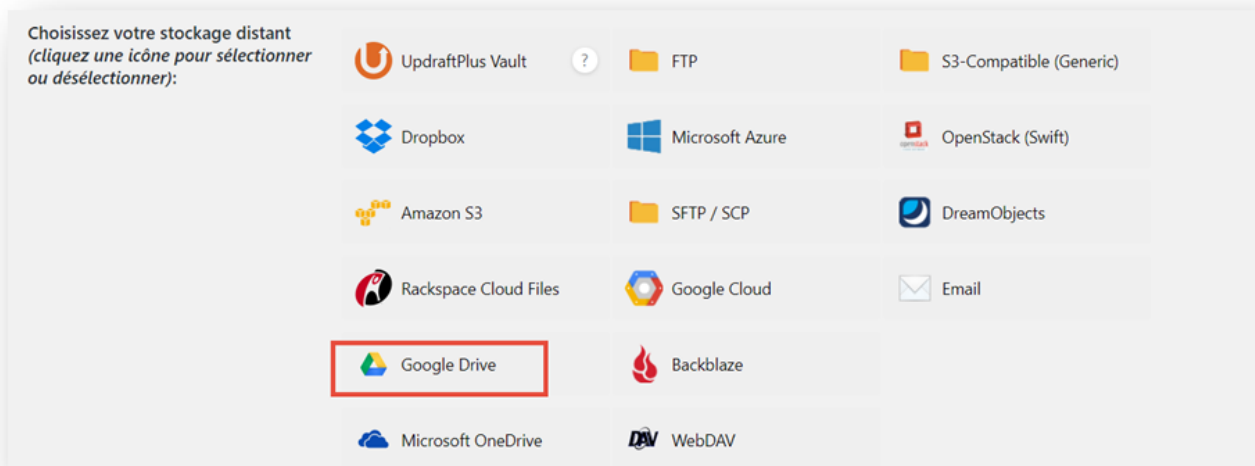 Choisissez votre stockage distant
(cliquez une icône pour sélectionner
ou désélectionner):
UpdraftPlus Vault
?
FTP
S3-Compatible (Generic)
Dropbox
Microsoft Azure
openstack
OpenStack (Swift)
Amazon S3
SFTP / SCP
DreamObjects
Rackspace Cloud Files
Google Cloud
Email
Google Drive
Backblaze
Microsoft OneDrive
DAV
WebDAV